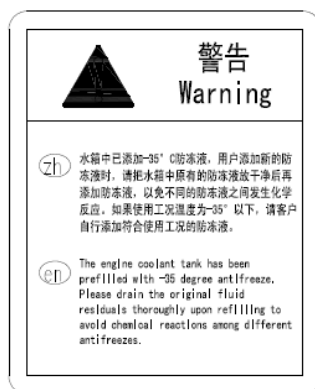 警告
Warning
zh
水箱中已添加-35°C防冻液，用户添加新的防
冻液时，请把水箱中原有的防冻液放干净后再
添加防冻液，以免不同的防冻液之间发生化学
反应。如果使用工况温度为-35°以下，请客户
自行添加符合使用工况的防冻液。
en
The engine coolant tank has been
prefilled with -35 degree antifreeze.
Please drain the original fluid
residuals thoroughly upon refilling to
avoid chemical reactions among different
antifreezes.